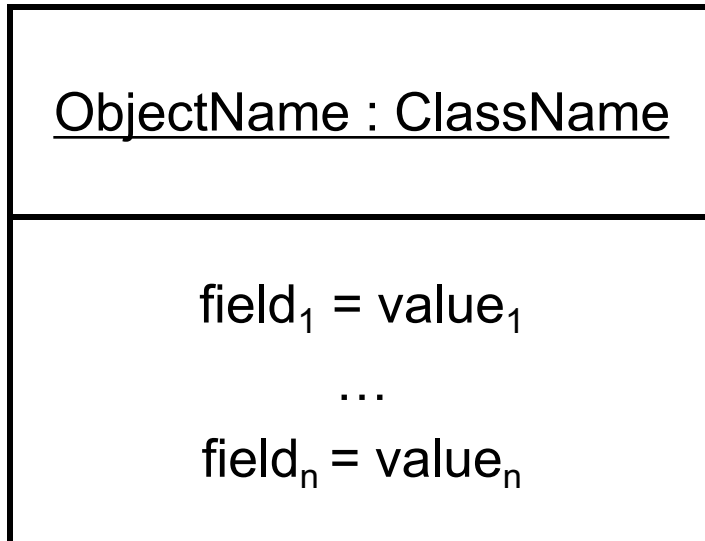 ObjectName : ClassName
field₁ = value₁
…
fieldₙ = valueₙ